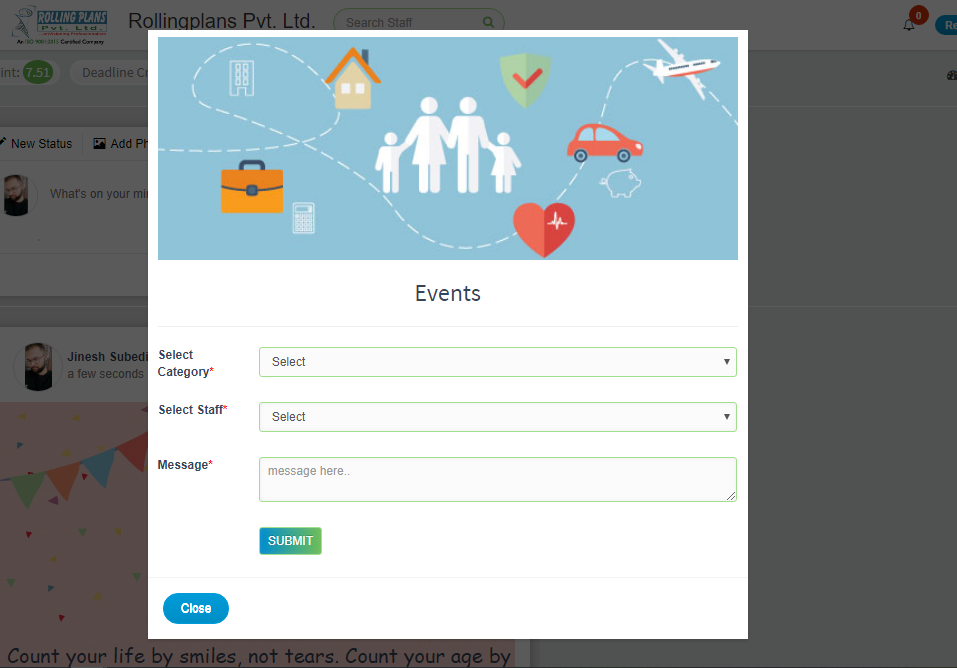 ROLLING PLANS
Pvt. Ltd.
An ISO 9001:2015 Certified Company
Rollingplans Pvt. Ltd.
Search Staff
0
Re
int: 7.51
Deadline Cr
New Status
Add Ph
What's on your min
Events
Select
Category*
Select
Select Staff*
Select
Message*
message here..
SUBMIT
Close
Jinesh Subedi
a few seconds
Count your life by smiles, not tears. Count your age by